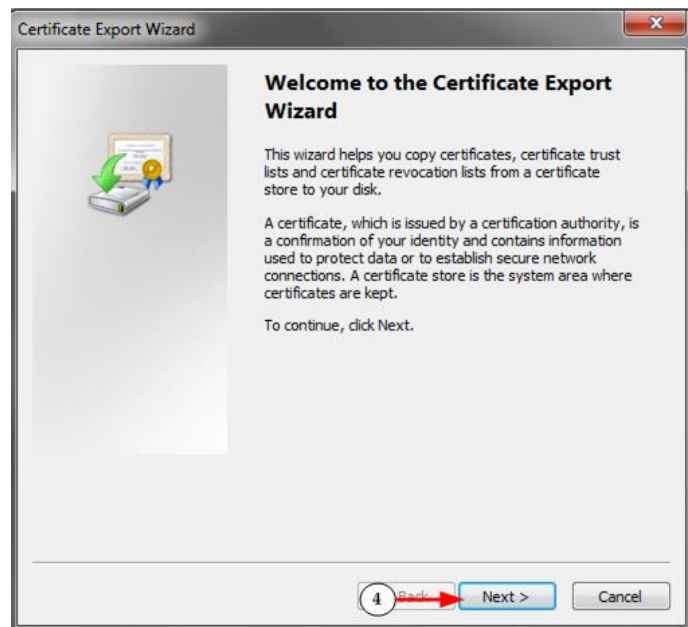 Certificate Export Wizard
Welcome to the Certificate Export
Wizard
This wizard helps you copy certificates, certificate trust
lists and certificate revocation lists from a certificate
store to your disk.
A certificate, which is issued by a certification authority, is
a confirmation of your identity and contains information
used to protect data or to establish secure network
connections. A certificate store is the system area where
certificates are kept.
To continue, click Next.
4 Back Next > Cancel